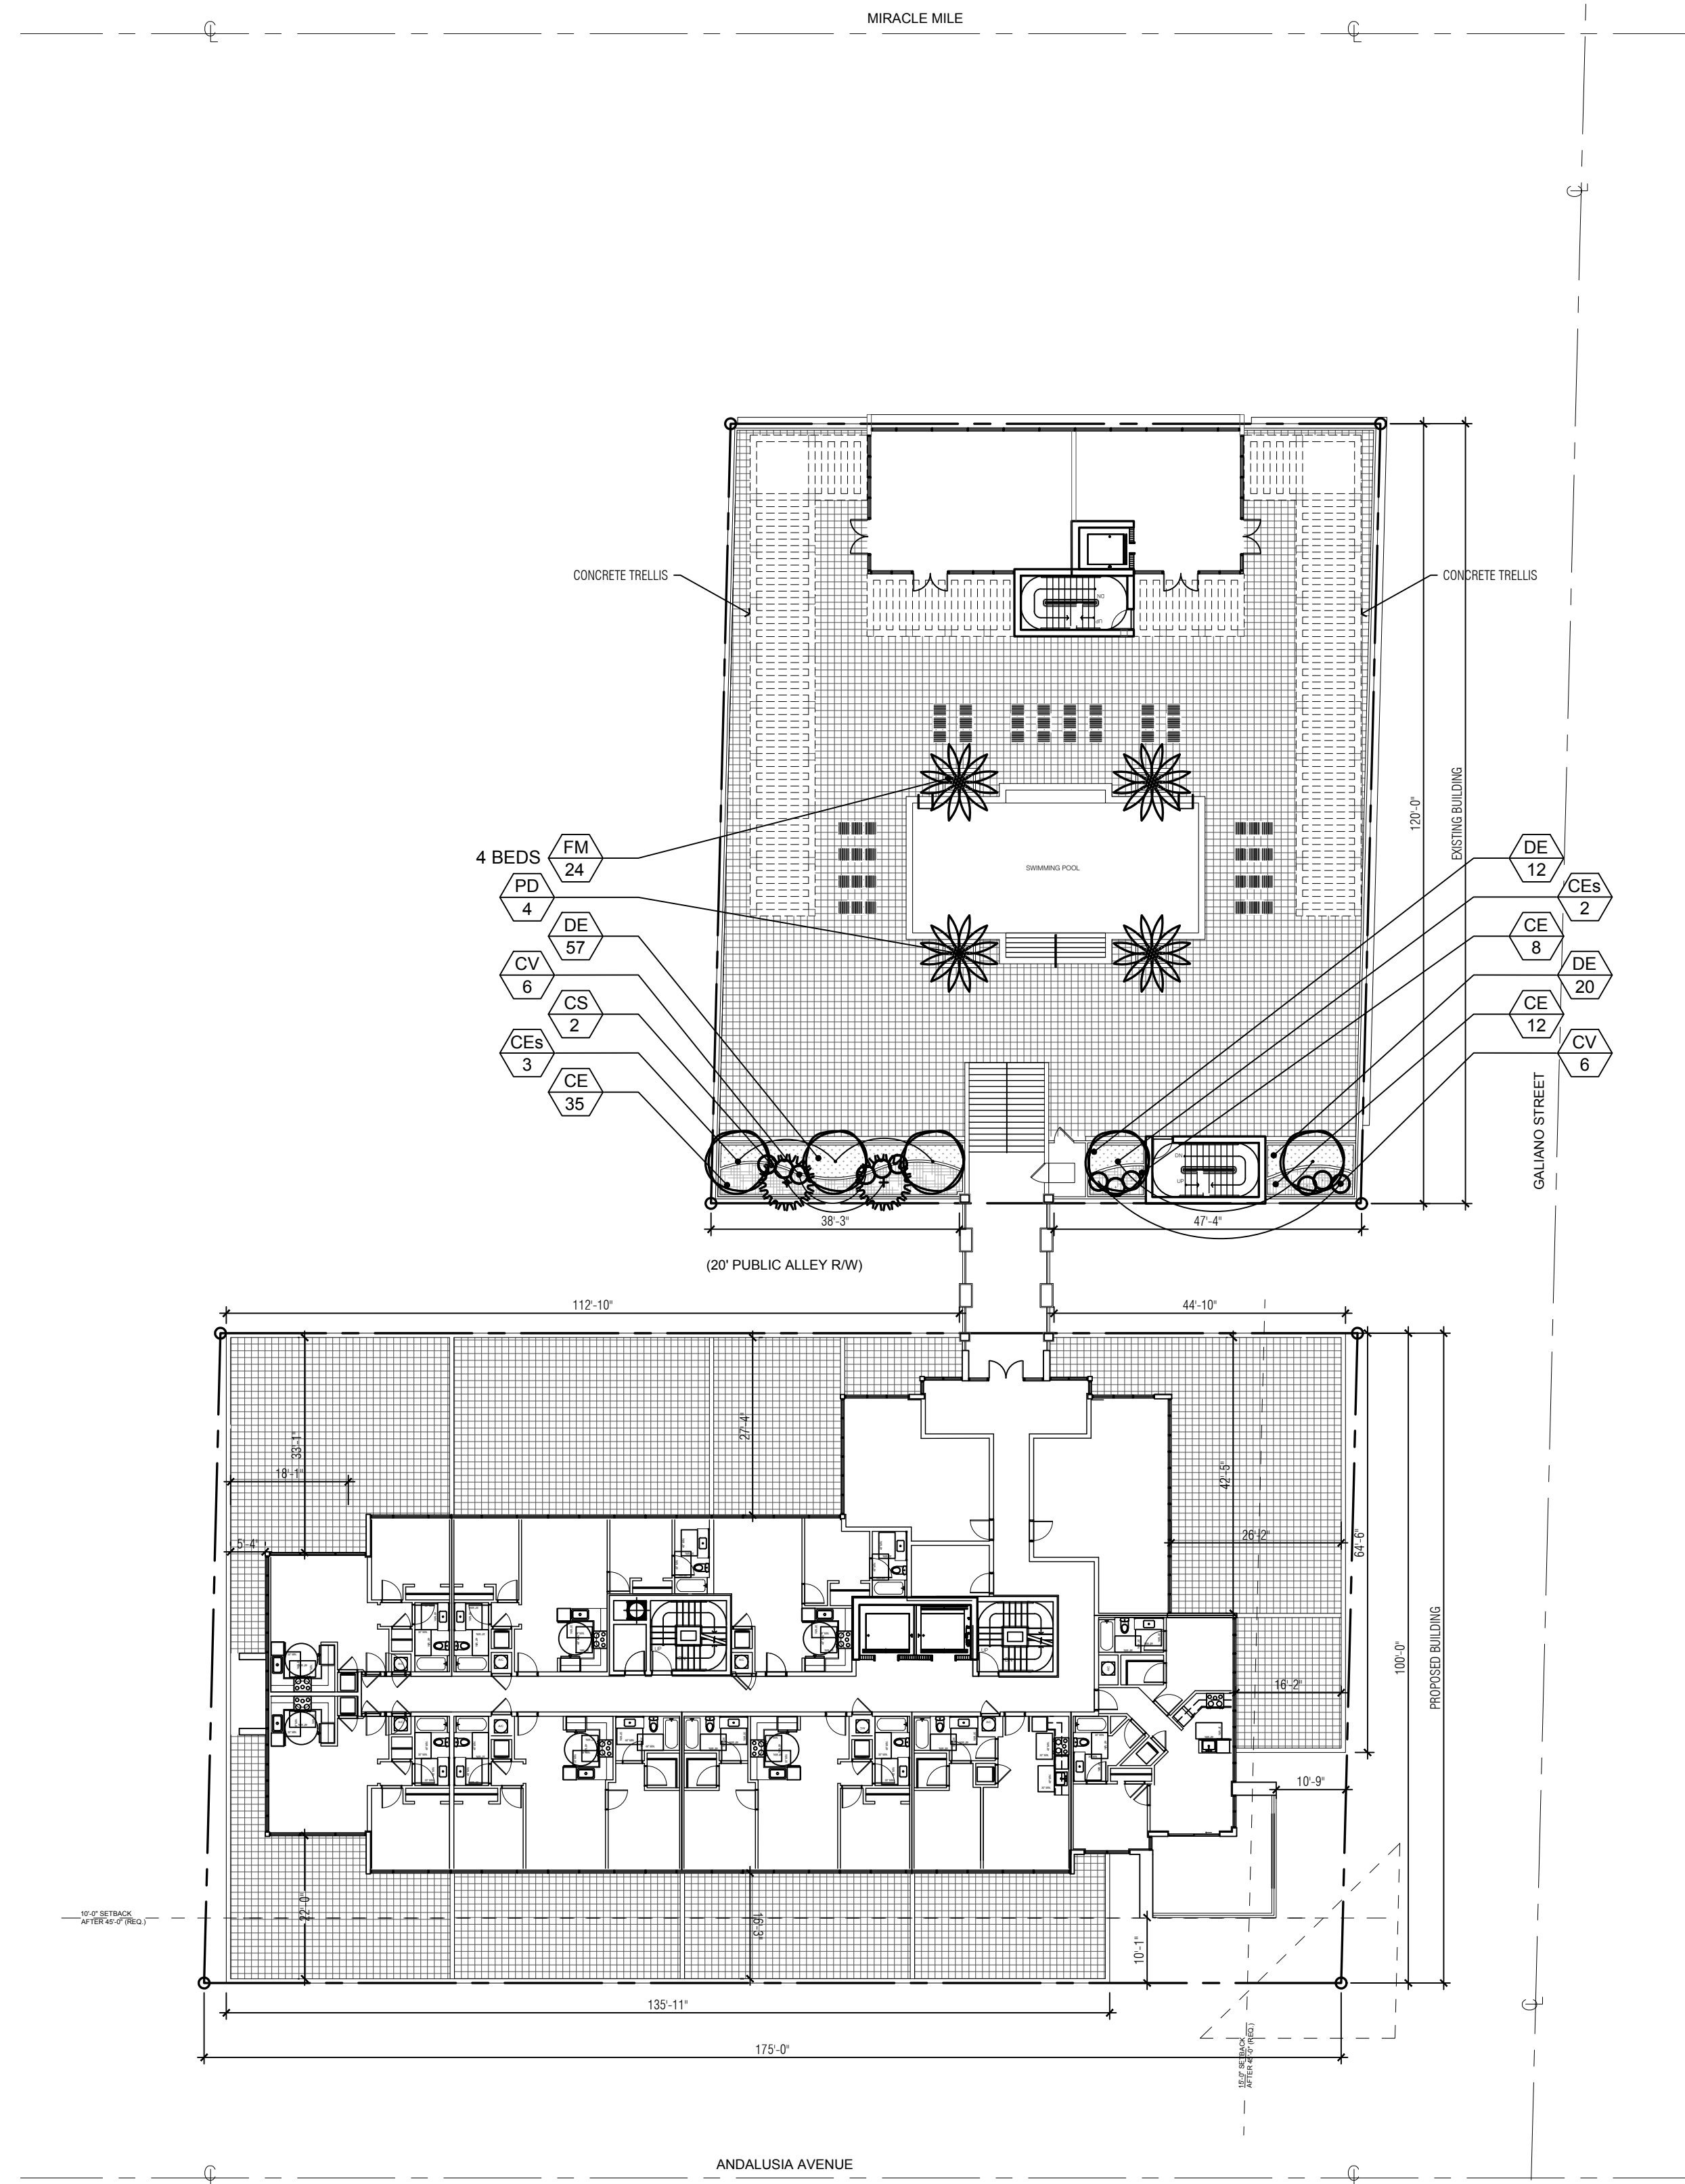 MIRACLE MILE
CONCRETE TRELLIS
CONCRETE TRELLIS
DN
UP
120'-0"
EXISTING BUILDING
SWIMMING POOL
4 BEDS
FM
24
PD
4
DE
57
CV
6
CS
2
CEs
3
CE
35
DE
12
CEs
2
CE
8
DE
20
CE
12
CV
6
GALIANO STREET
DN
UP
38'-3"
47'-4"
(20' PUBLIC ALLEY R/W)
112'-10"
44'-10"
33'-1"
18'-1"
5'-4"
27'-4"
42'-5"
26'-2"
64'-6"
16'-2"
100'-0"
PROPOSED BUILDING
10'-9"
10'-0" SETBACK
AFTER 45'-0" (REQ.)
22'-0"
16'-3"
10'-1"
135'-11"
175'-0"
15'-0" SETBACK
AFTER 45'-0" (REQ.)
ANDALUSIA AVENUE